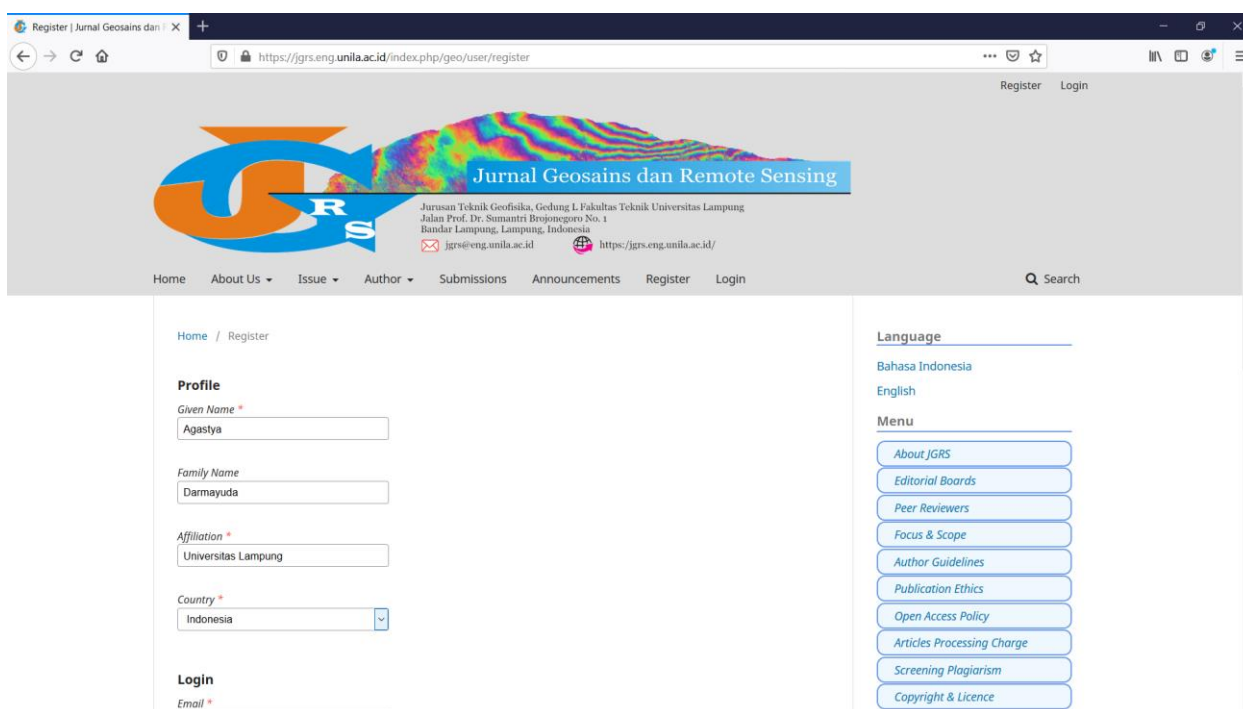 Register | Jurnal Geosains dan
https://jgrs.eng.unila.ac.id/index.php/geo/user/register
Register Login
JGRS
Jurnal Geosains dan Remote Sensing
Jurusan Teknik Geofisika, Gedung L Fakultas Teknik Universitas Lampung
Jalan Prof. Dr. Sumantri Brojonegoro No. 1
Bandar Lampung, Lampung, Indonesia
jgrs@eng.unila.ac.id https:/jgrs.eng.unila.ac.id/
Home About Us Issue Author Submissions Announcements Register Login Search
Home / Register
Profile
Given Name *
Agastya
Family Name
Darmayuda
Affiliation *
Universitas Lampung
Country *
Indonesia
Login
Email *
Language
Bahasa Indonesia
English
Menu
About JGRS
Editorial Boards
Peer Reviewers
Focus & Scope
Author Guidelines
Publication Ethics
Open Access Policy
Articles Processing Charge
Screening Plagiarism
Copyright & Licence